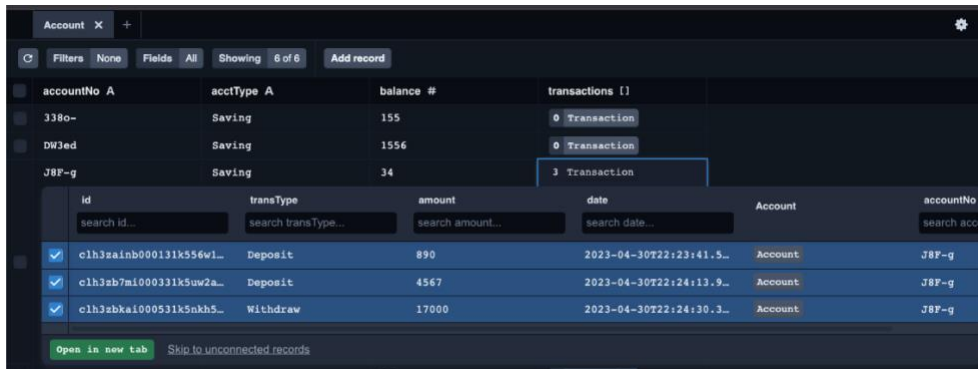 Account × +
Filters None Fields All Showing 6 of 6 Add record
accountNo A acctType A balance # transactions []
338o- Saving 155 0 Transaction
DW3ed Saving 1556 0 Transaction
J8F-g Saving 34 3 Transaction
id transType amount date Account accountNo
search id... search transType... search amount... search date... search acc
clh3zainb000131k556w1… Deposit 890 2023-04-30T22:23:41.5… Account J8F-g
clh3zb7mi000331k5uw2a… Deposit 4567 2023-04-30T22:24:13.9… Account J8F-g
clh3zbkai000531k5nkh5… Withdraw 17000 2023-04-30T22:24:30.3… Account J8F-g
Open in new tab Skip to unconnected records